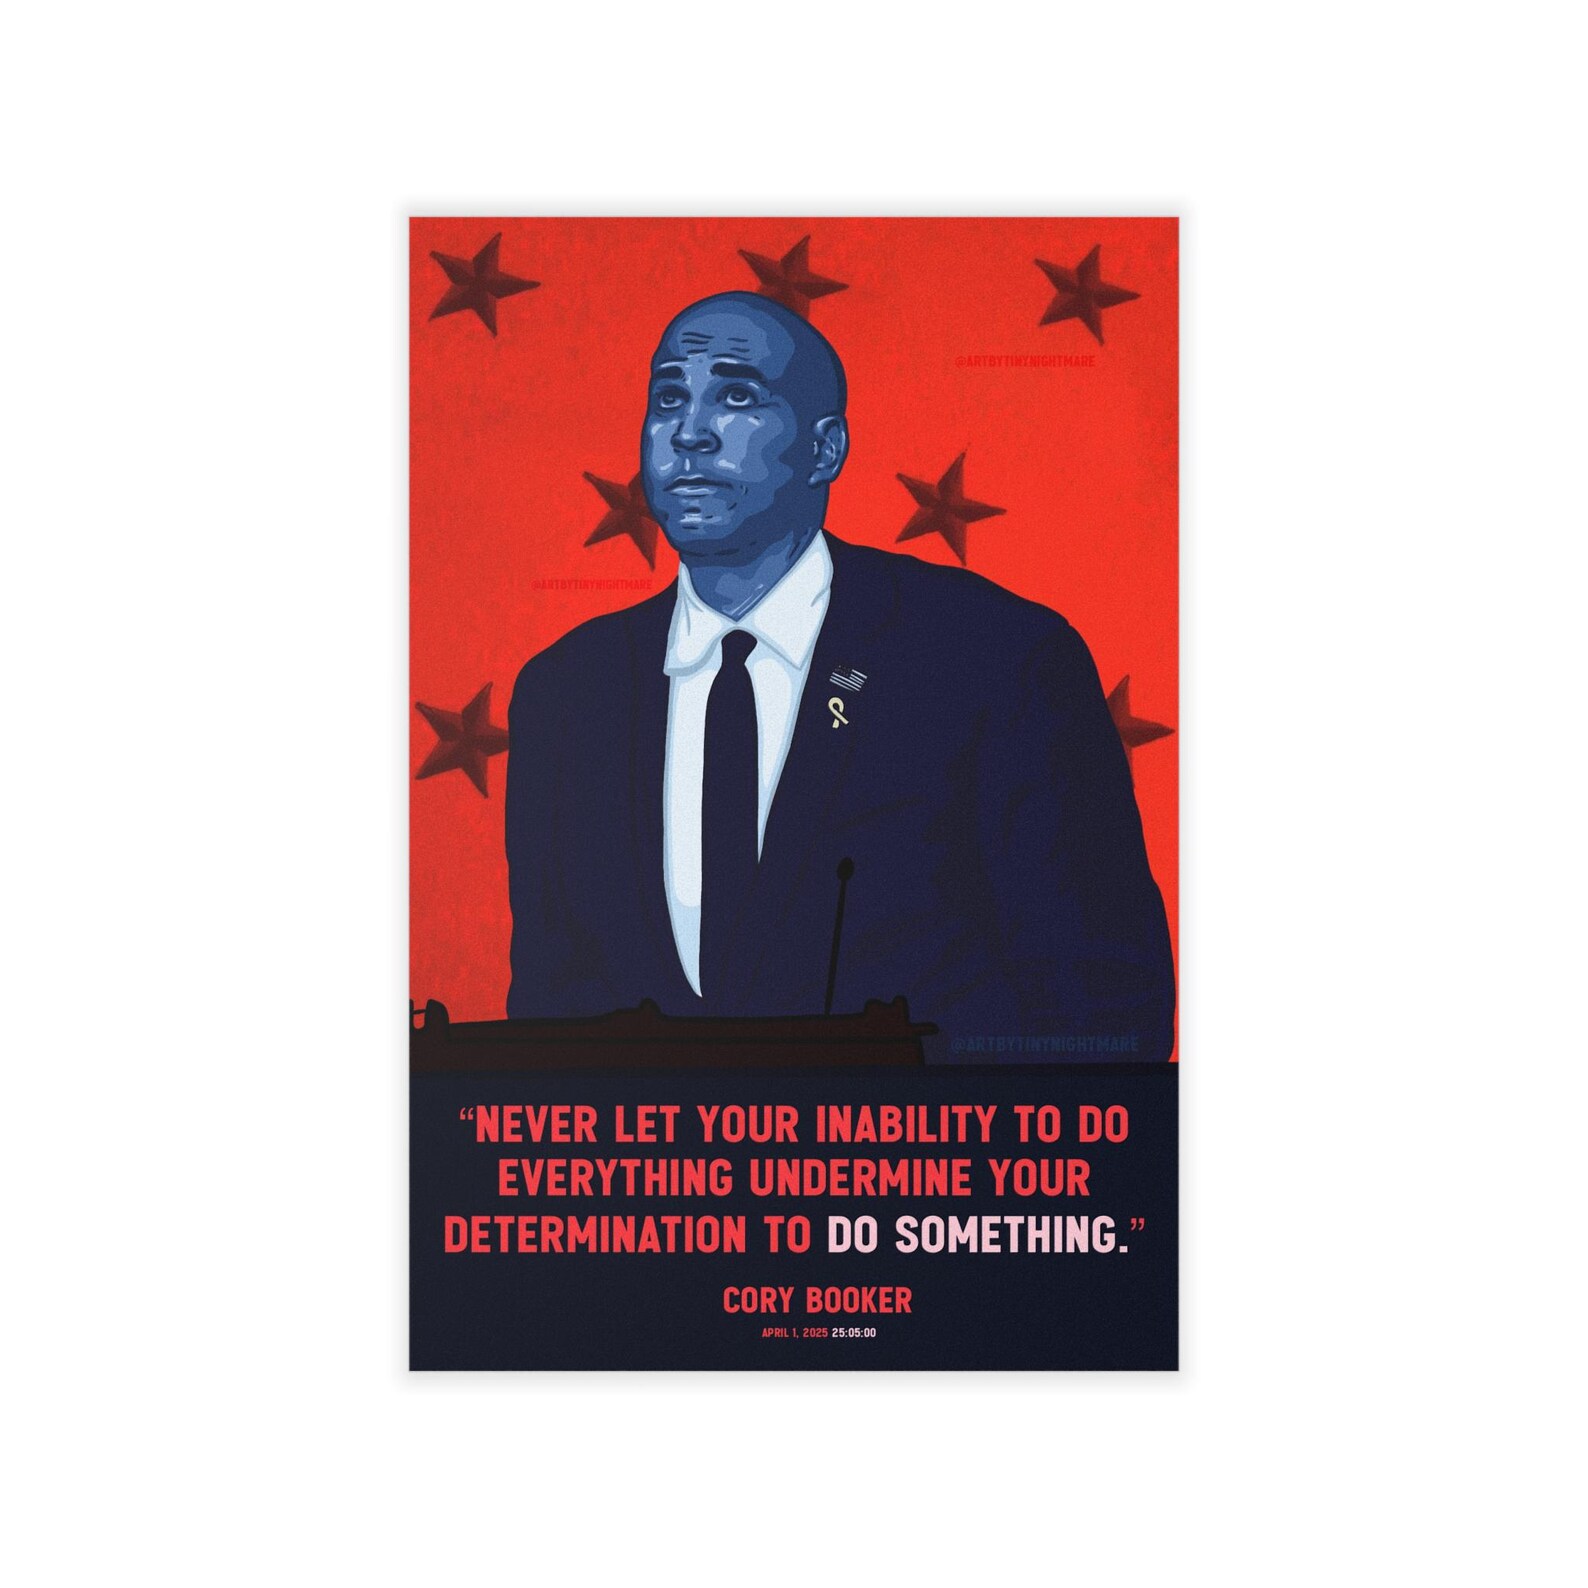 @ARTBYTINYNIGHTMARE
@ARTBYTINYNIGHTMARE
@ARTBYTINYNIGHTMARE
“NEVER LET YOUR INABILITY TO DO
EVERYTHING UNDERMINE YOUR
DETERMINATION TO DO SOMETHING.”
CORY BOOKER
APRIL 1, 2025 25:05:00